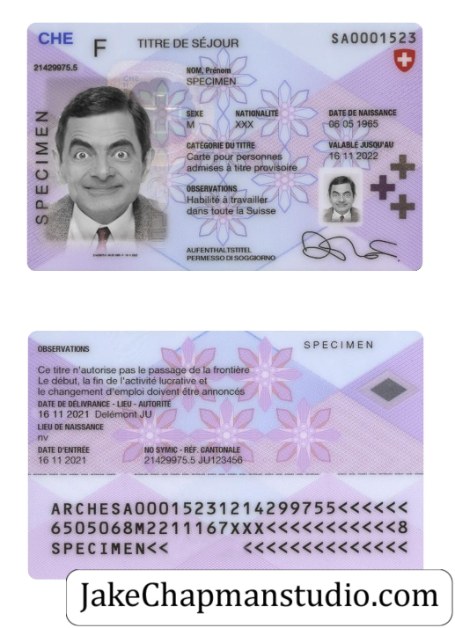 CHE
F
TITRE DE SÉJOUR
SA0001523
21429975.5
NOM, Prénom
SPECIMEN
SPECIMEN
SEXE NATIONALITÉ DATE DE NAISSANCE
M XXX 06 05 1965
CATÉGORIE DU TITRE VALABLE JUSQU'AU
Carte pour personnes 16 11 2022
admises à titre provisoire
OBSERVATIONS
Habilité à travailler
dans toute la Suisse
AUFENTHALTSTITEL
PERMESSO DI SOGGIORNO
OBSERVATIONS
SPECIMEN
Ce titre n'autorise pas le passage de la frontière
Le début, la fin de l'activité lucrative et
le changement d'emploi doivent être annoncés
DATE DE DÉLIVRANCE - LIEU - AUTORITÉ
16 11 2021 Delémont JU
LIEU DE NAISSANCE
nv
DATE D'ENTRÉE NO SYMIC - RÉF. CANTONALE
16 11 2021 21429975.5 JU123456
ARCHESA00015231214299755<<<<<<
6505068M2211167XXX<<<<<<<<<<<8
SPECIMEN<< <<<<<<<<<<<<<
JakeChapmanstudio.com